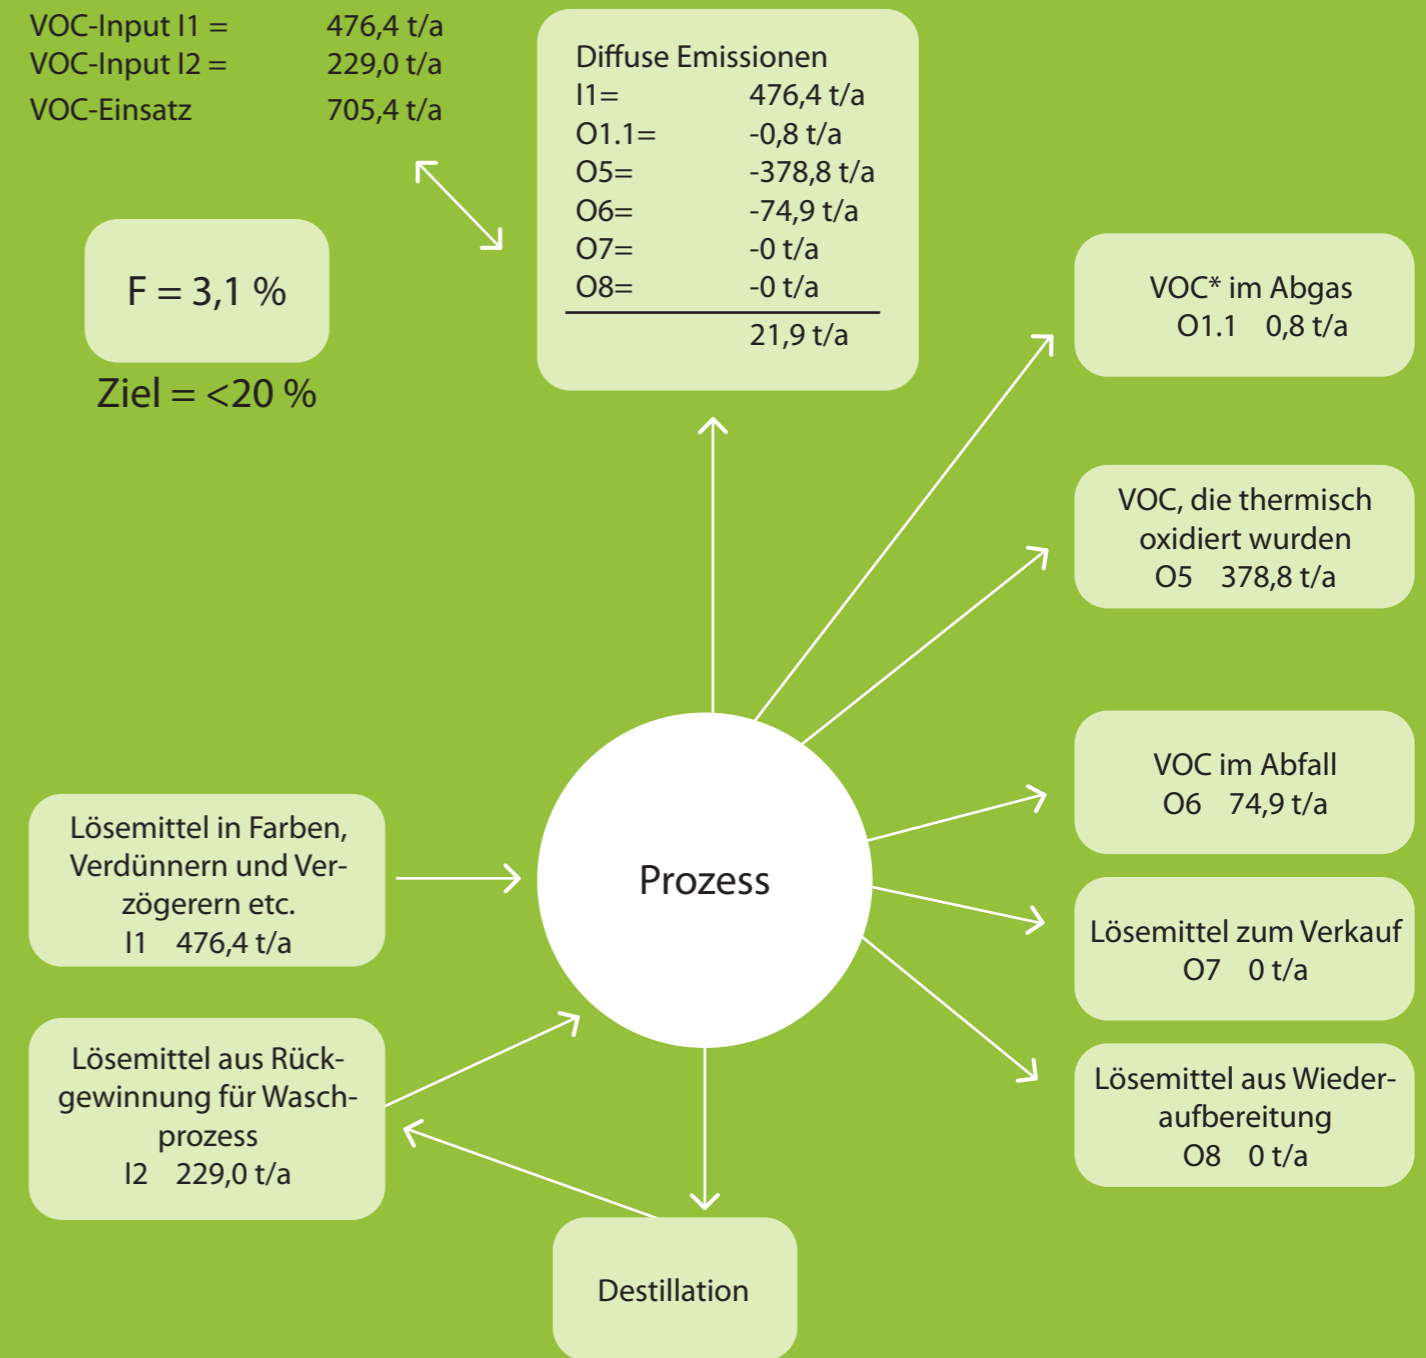 VOC-Input I1 = 476,4 t/a
VOC-Input I2 = 229,0 t/a
VOC-Einsatz 705,4 t/a
F = 3,1 %
Ziel = <20 %
Diffuse Emissionen
I1= 476,4 t/a
O1.1= -0,8 t/a
O5= -378,8 t/a
O6= -74,9 t/a
O7= -0 t/a
O8= -0 t/a
21,9 t/a
VOC* im Abgas
O1.1 0,8 t/a
VOC, die thermisch
oxidiert wurden
O5 378,8 t/a
VOC im Abfall
O6 74,9 t/a
Lösemittel zum Verkauf
O7 0 t/a
Lösemittel aus Wieder-
aufbereitung
O8 0 t/a
Prozess
Lösemittel in Farben,
Verdünnern und Ver-
zögerern etc.
I1 476,4 t/a
Lösemittel aus Rück-
gewinnung für Wasch-
prozess
I2 229,0 t/a
Destillation